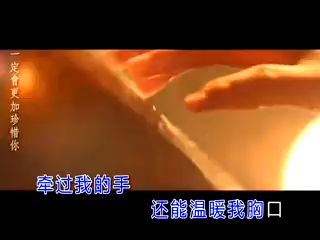 一定會更加珍惜你
牵过我的手
还能温暖我胸口